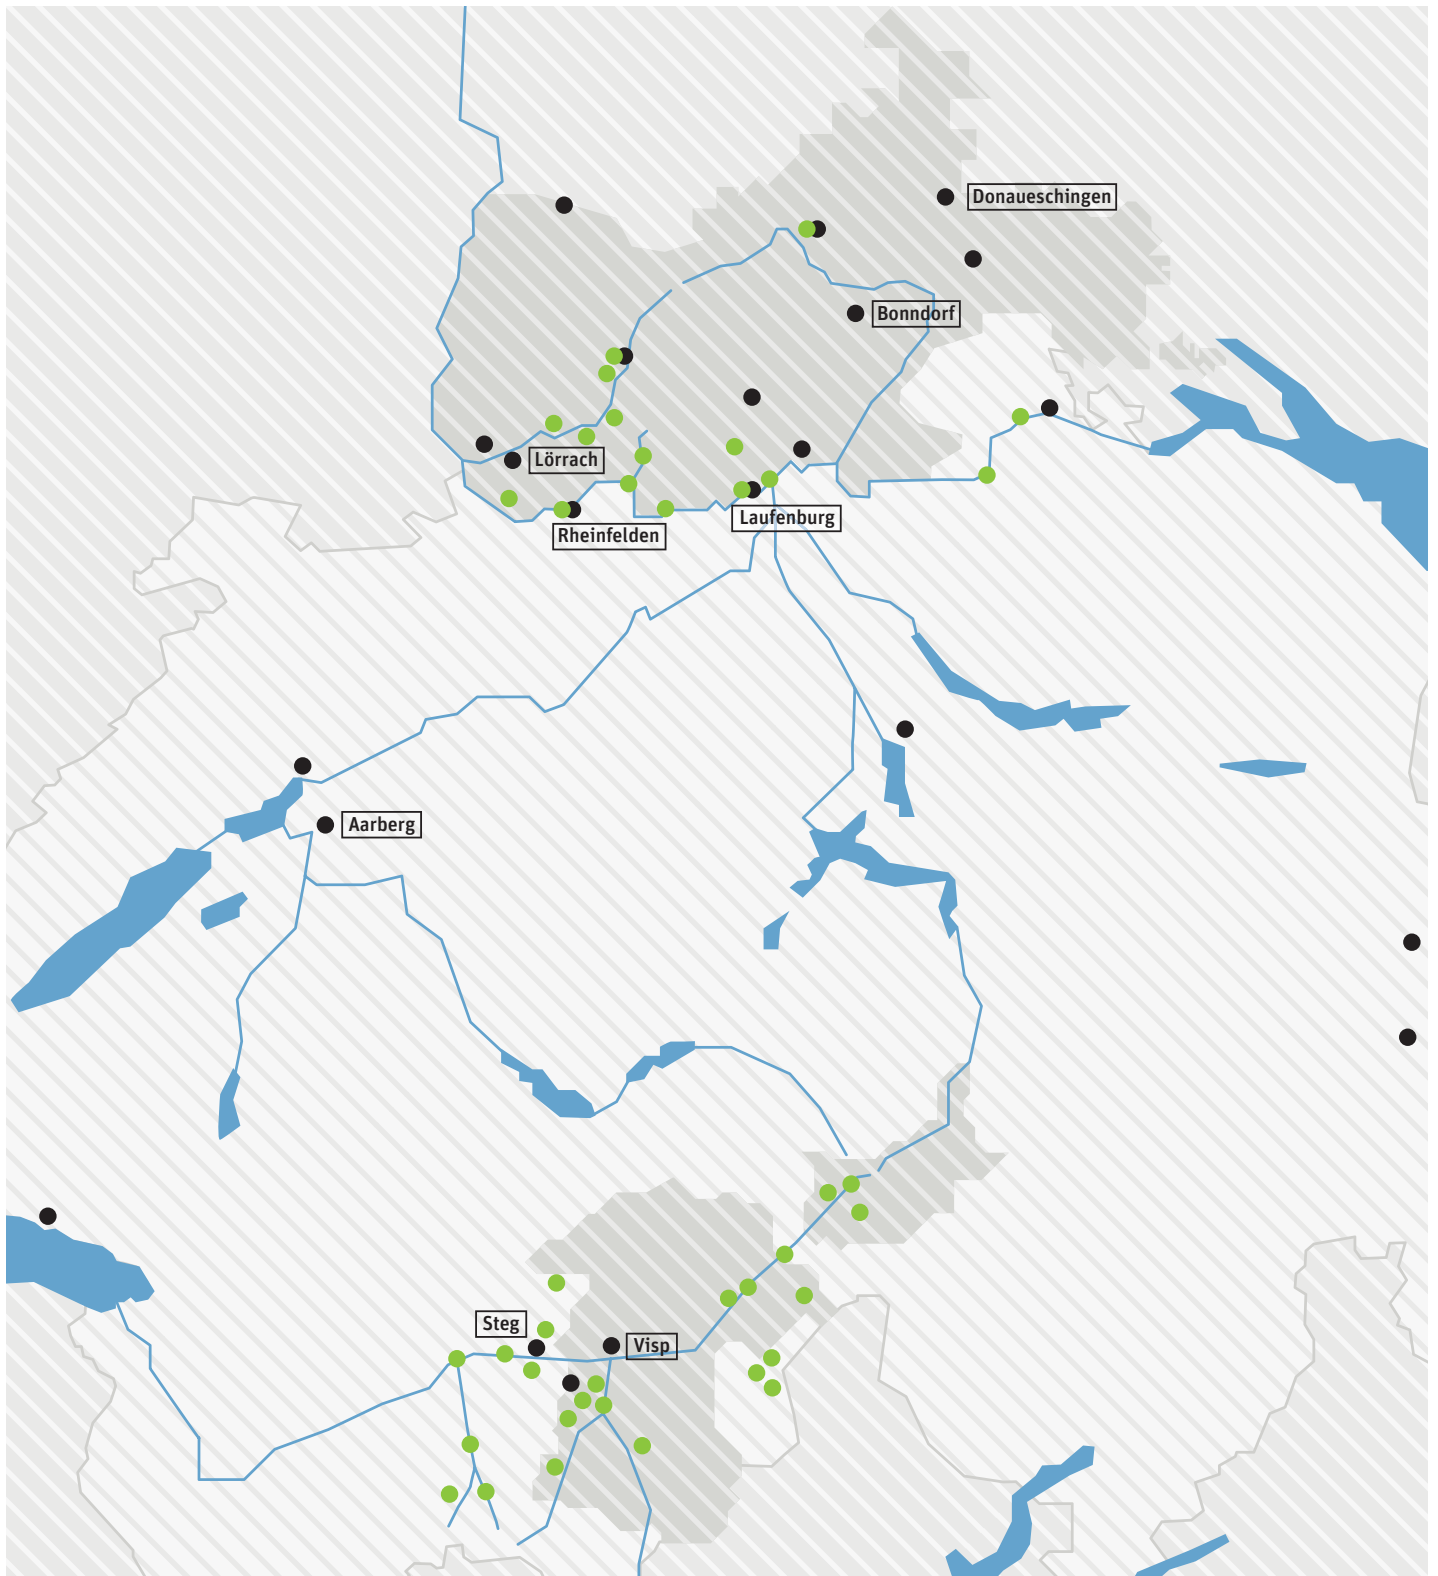 Donaueschingen
Bonndorf
Lörrach
Laufenburg
Rheinfelden
Aarberg
Steg
Visp